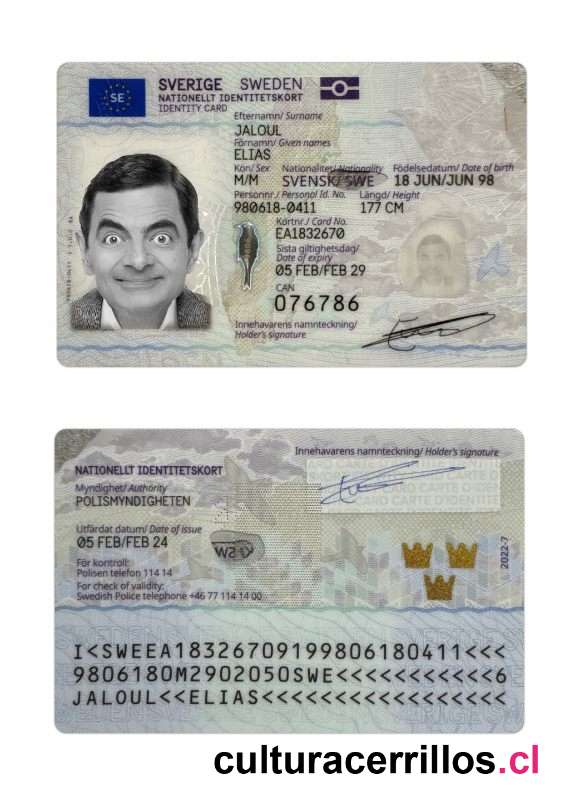 SE
SVERIGE SWEDEN
NATIONELLT IDENTITETSKORT
IDENTITY CARD
Efternamn/ Surname
JALOUL
Förnamn/ Given names
ELIAS
Kön/ Sex Nationalitet/ Nationality Födelsedatum/ Date of birth
M/M SVENSK/SWE 18 JUN/JUN 98
Personnr./ Personal Id. No. Längd/ Height
980618-0411 177 CM
Kortnr./ Card No.
EA1832670
Sista giltighetsdag/
Date of expiry
05 FEB/FEB 29
CAN
076786
Innehavarens namnteckning/
Holder's signature
Innehavarens namnteckning/ Holder's signature
NATIONELLT IDENTITETSKORT
Myndighet/ Authority
POLISMYNDIGHETEN
Utfärdat datum/ Date of issue
05 FEB/FEB 24
För kontroll:
Polisen telefon 114 14
For check of validity:
Swedish Police telephone +46 77 114 14 00
2022-7
I<SWEEA18326709199806180411<<<
9806180M2902050SWE<<<<<<<<<<<6
JALOUL<<ELIAS<<<<<<<<<<<<<<<<<
culturacerrillos.cl